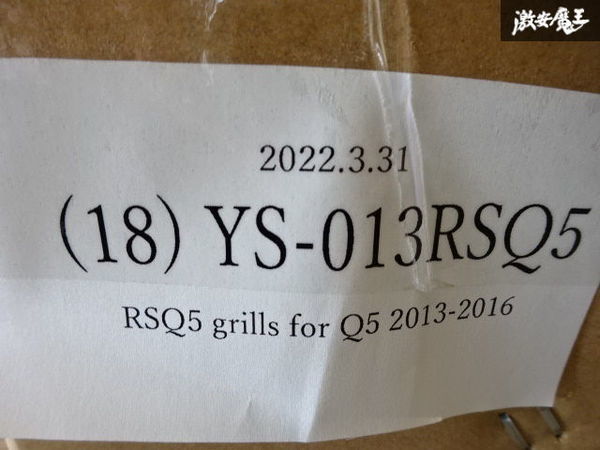 激安魔王
2022.3.31
(18) YS-013RSQ5
RSQ5 grills for Q5 2013-2016